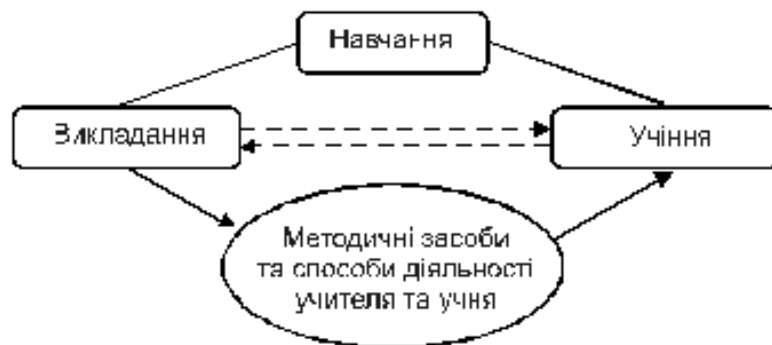 Навчання
Викладання
Учіння
Методичні засоби
та способи діяльності
учителя та учня